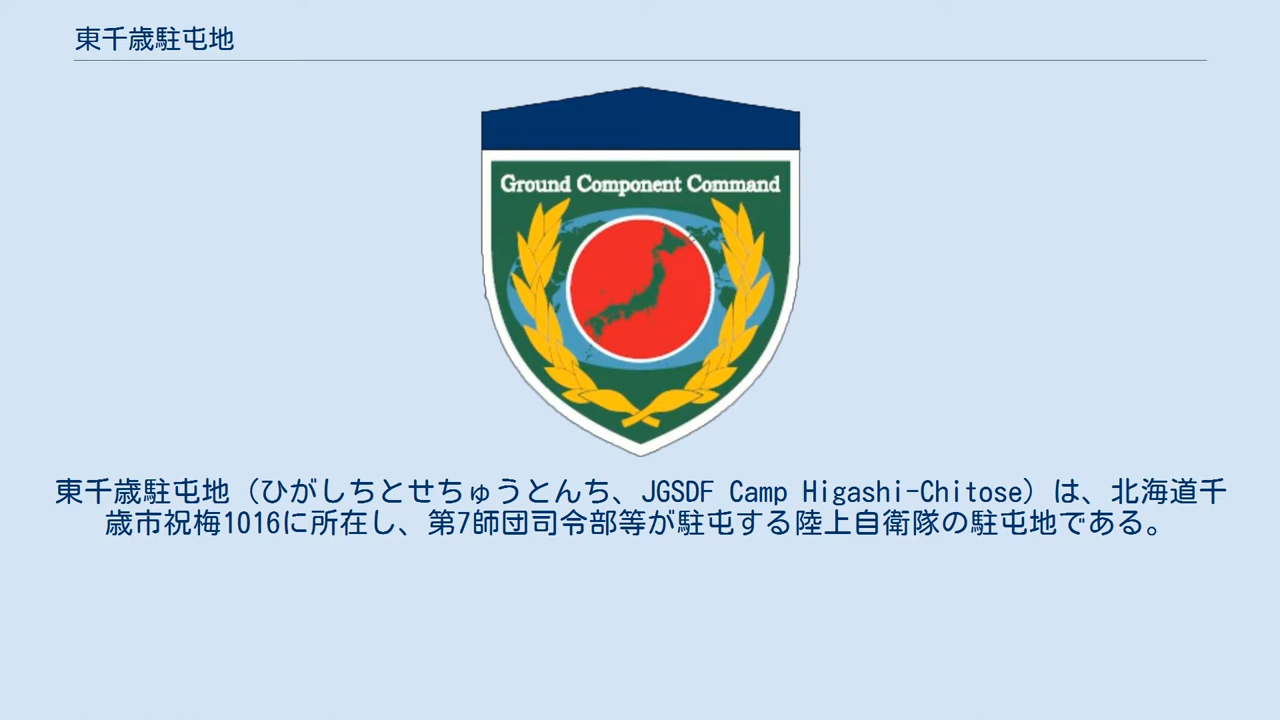 東千歳駐屯地
Ground Component Command
東千歳駐屯地（ひがしちとせちゅうとんち、JGSDF Camp Higashi-Chitose）は、北海道千
歳市祝梅1016に所在し、第7師団司令部等が駐屯する陸上自衛隊の駐屯地である。